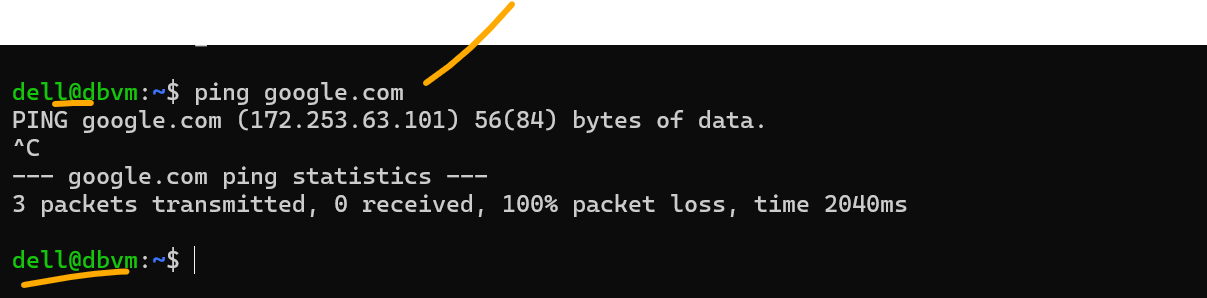 dell@dbvm:~$ ping google.com
PING google.com (172.253.63.101) 56(84) bytes of data.
^C
--- google.com ping statistics ---
3 packets transmitted, 0 received, 100% packet loss, time 2040ms
dell@dbvm:~$